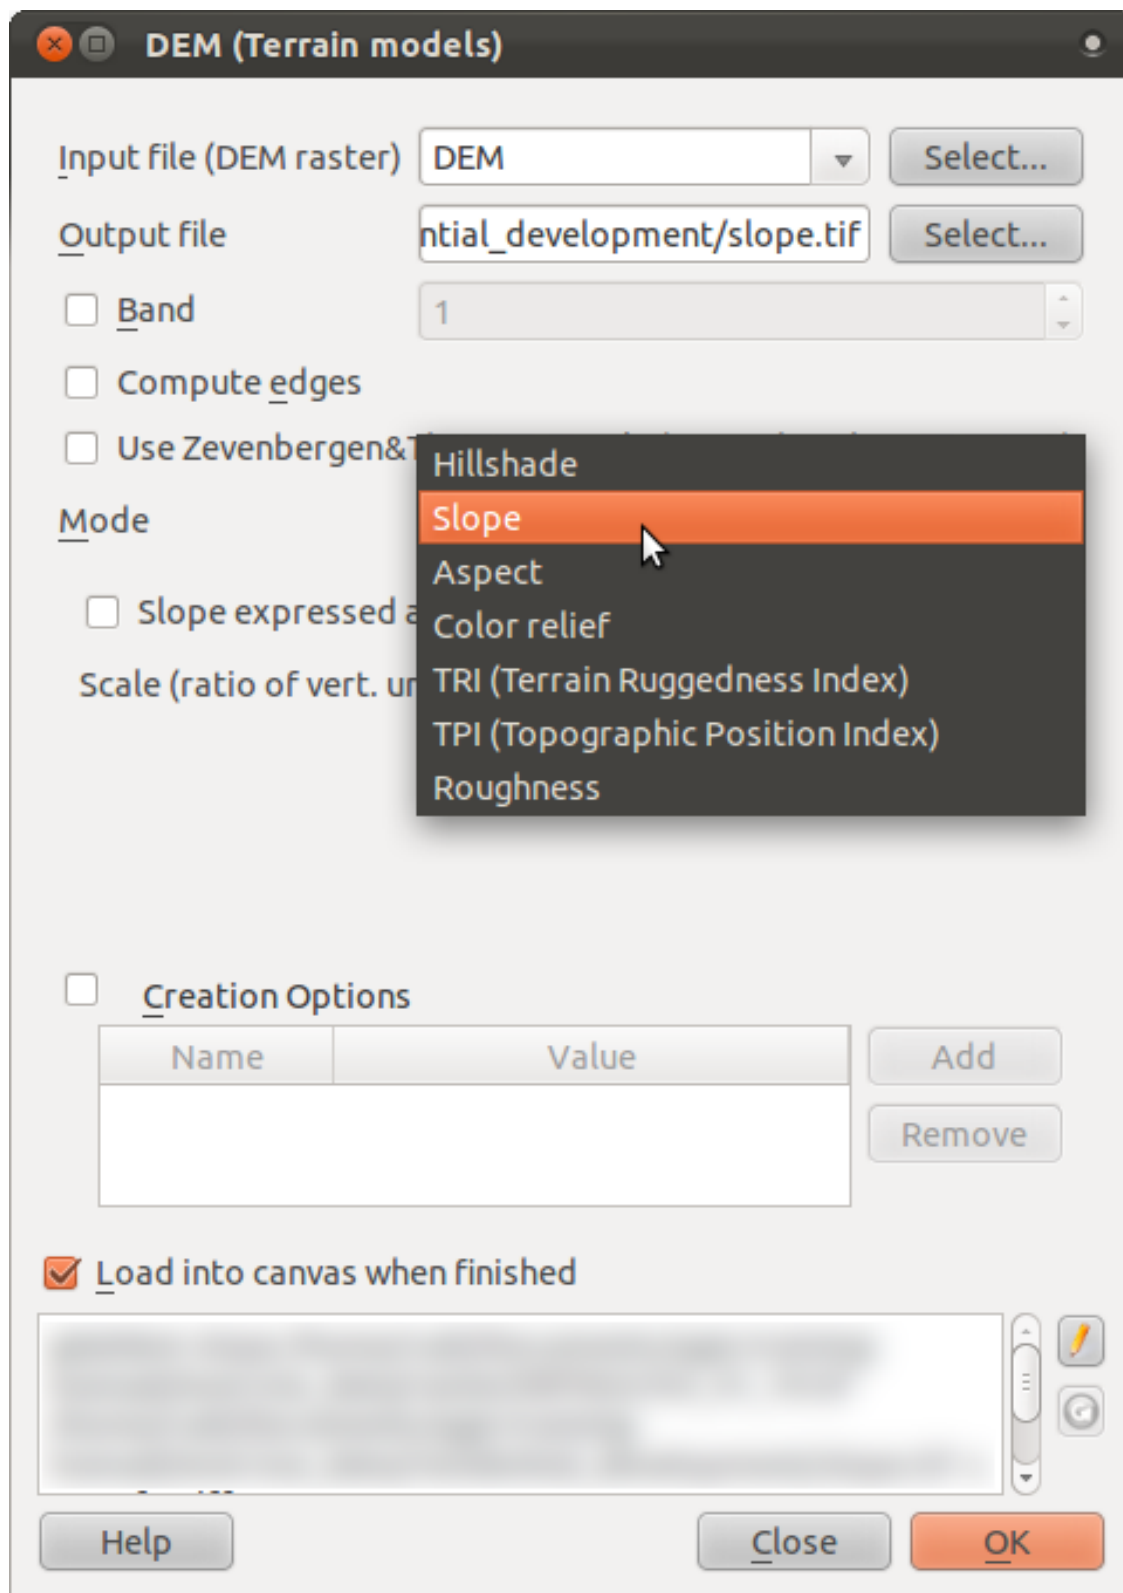 DEM (Terrain models)
Input file (DEM raster) DEM Select...
Output file ntial_development/slope.tif Select...
Band 1
Compute edges
Use Zevenbergen&
Hillshade
Mode Slope
Aspect
Slope expressed
Color relief
Scale (ratio of vert.
TRI (Terrain Ruggedness Index)
TPI (Topographic Position Index)
Roughness
Creation Options
Name Value Add
Remove
Load into canvas when finished
Help Close OK